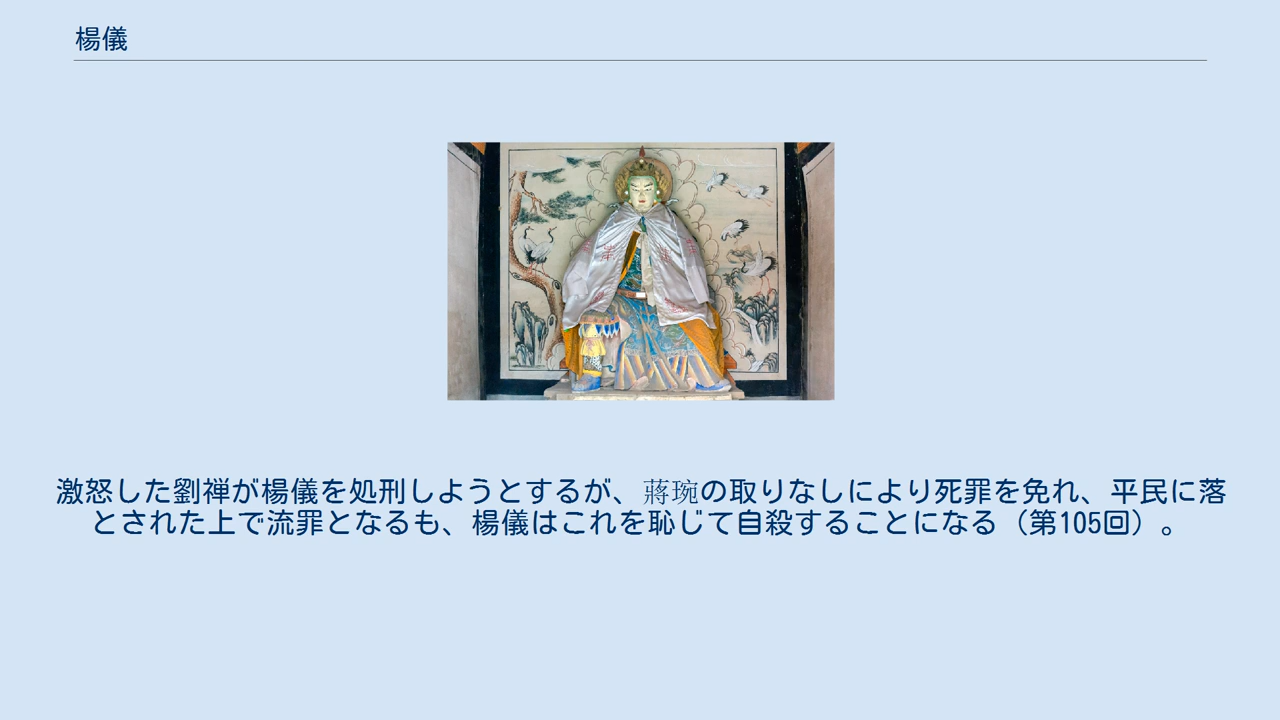 楊儀
激怒した劉禅が楊儀を処刑しようとするが、蔣琬の取りなしにより死罪を免れ、平民に落
とされた上で流罪となるも、楊儀はこれを恥じて自殺することになる（第105回）。